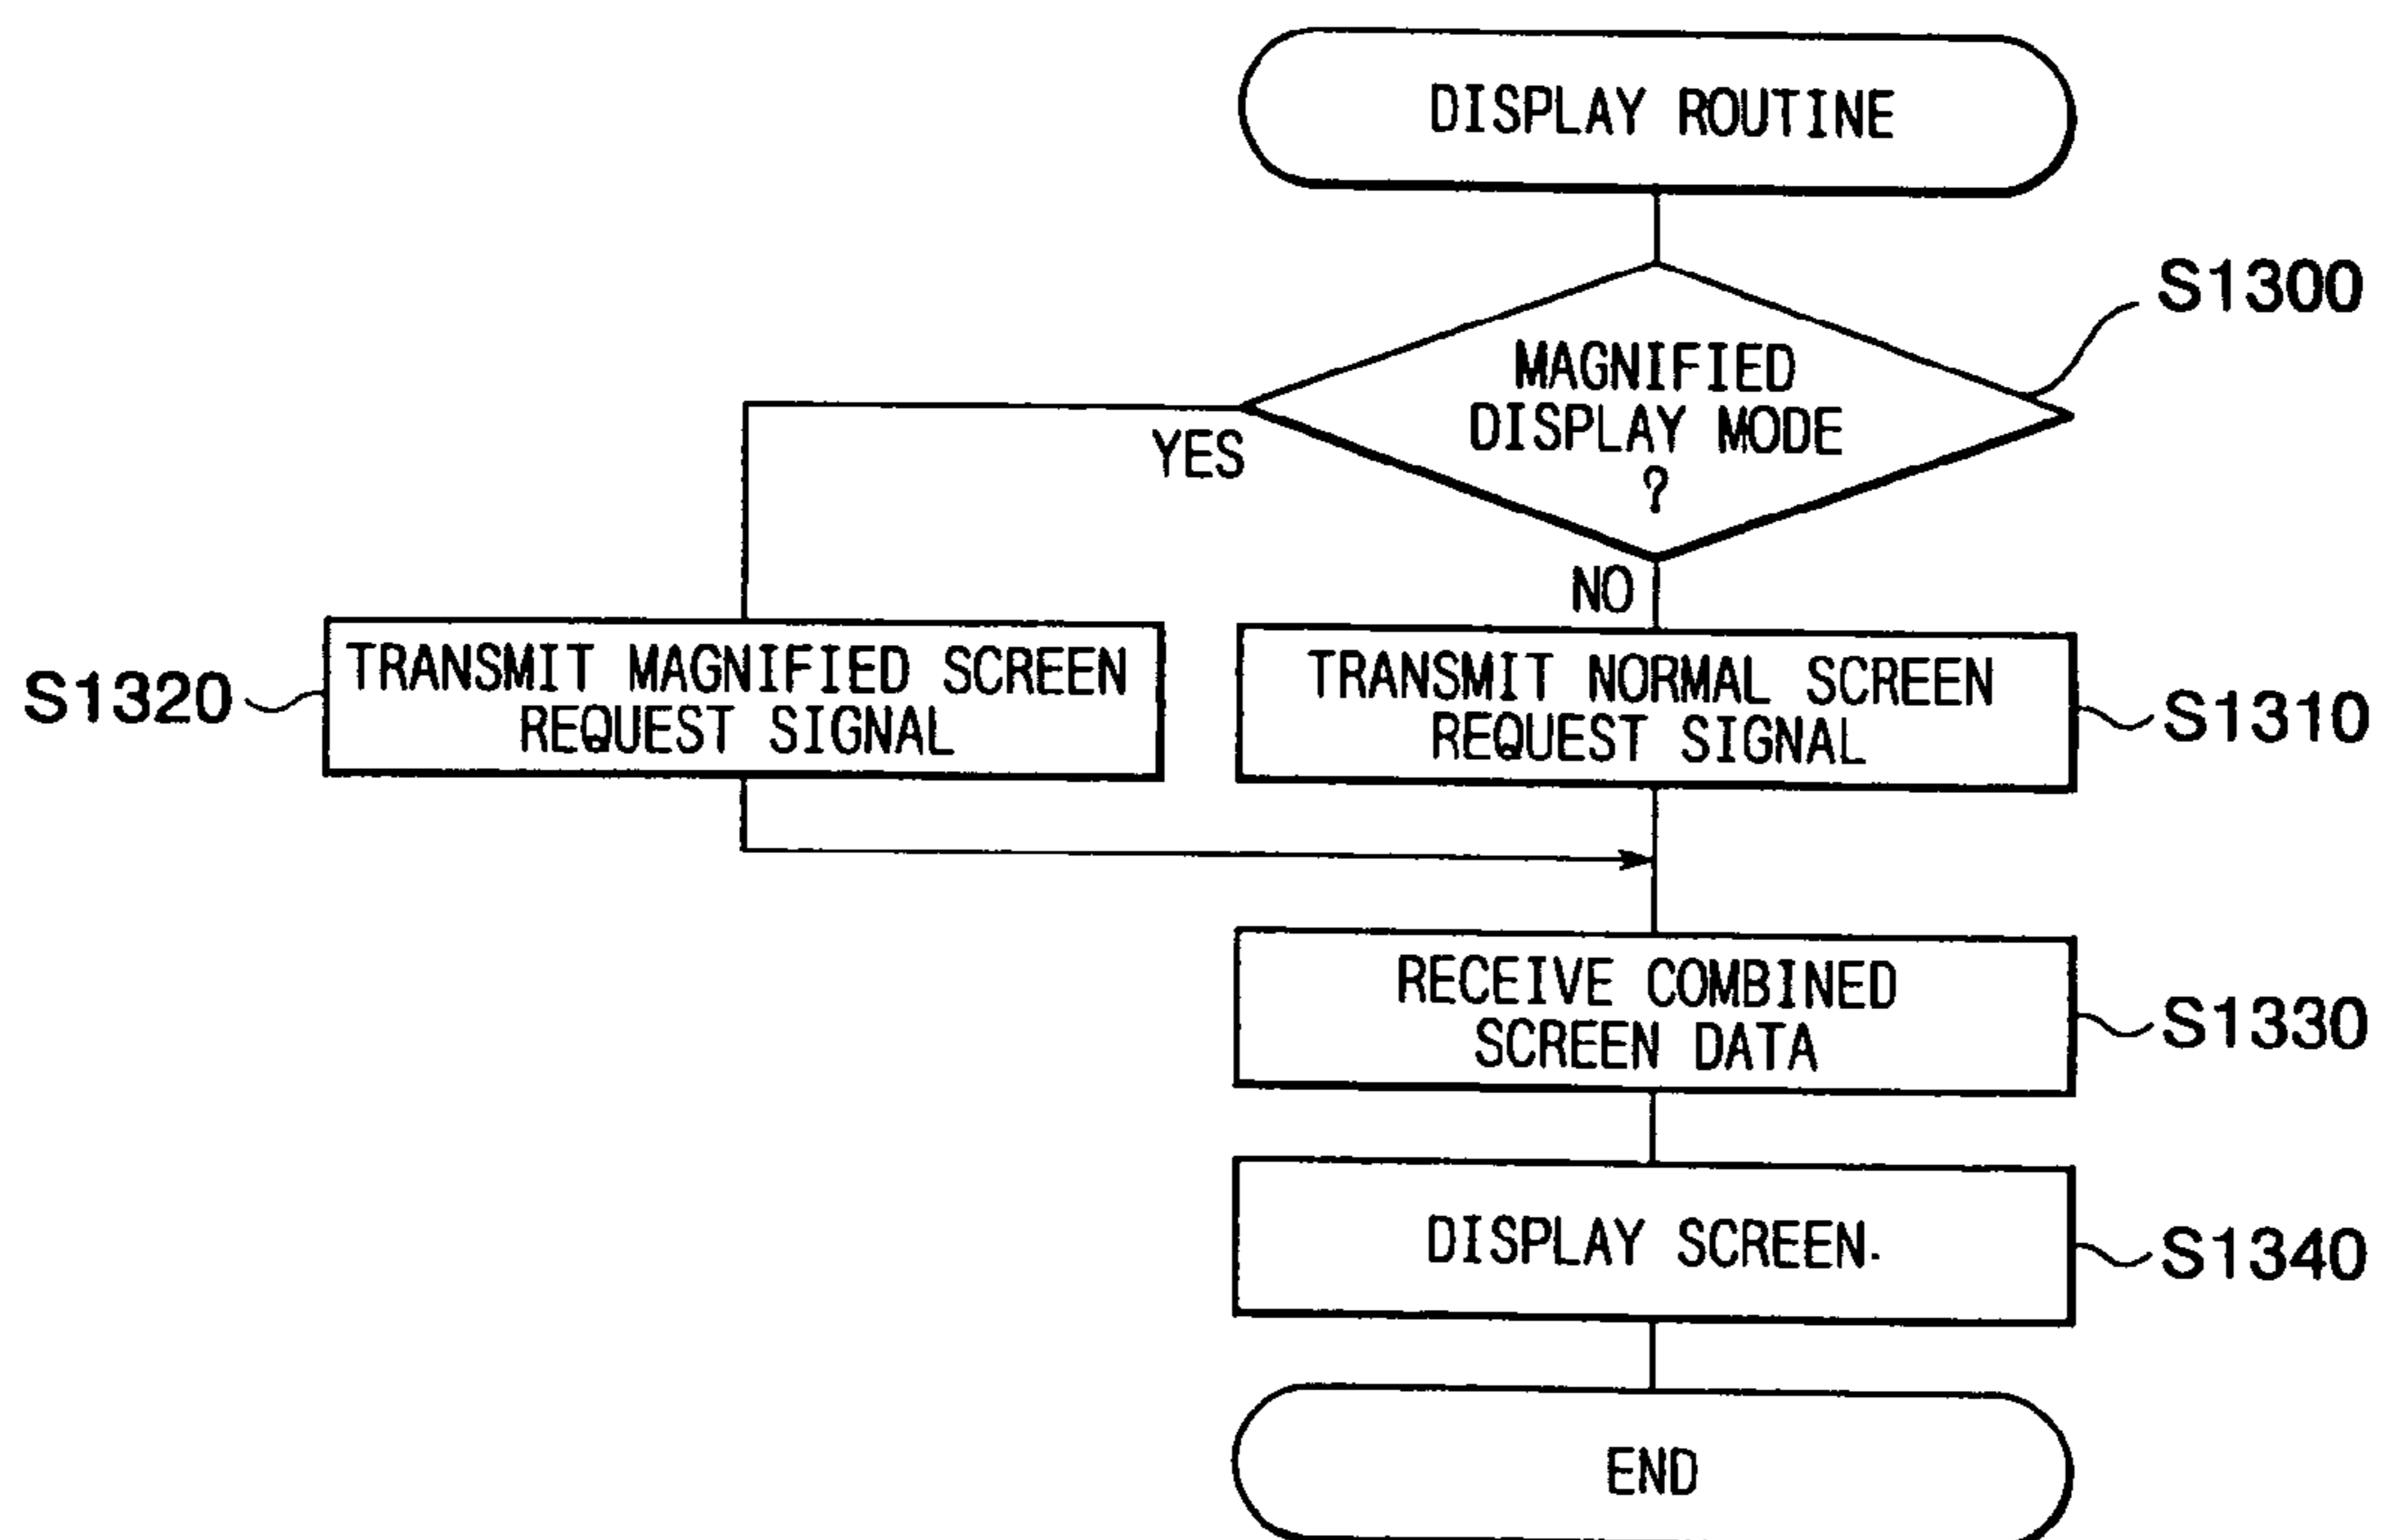 DISPLAY ROUTINE
S1300
MAGNIFIED
DISPLAY MODE
?
YES
NO
S1320
TRANSMIT MAGNIFIED SCREEN
REQUEST SIGNAL
TRANSMIT NORMAL SCREEN
REQUEST SIGNAL
S1310
RECEIVE COMBINED
SCREEN DATA
S1330
DISPLAY SCREEN.
S1340
END